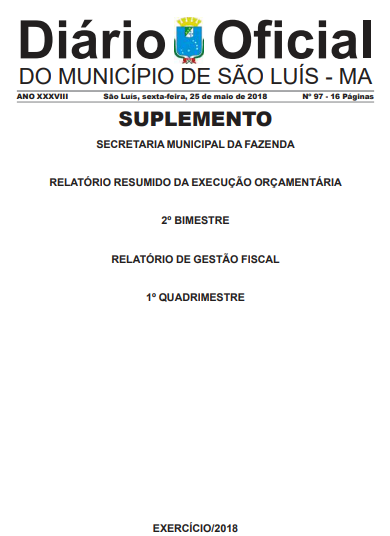 Diário Oficial
DO MUNICÍPIO DE SÃO LUÍS - MA
ANO XXXVIII São Luís, sexta-feira, 25 de maio de 2018 Nº 97 - 16 Páginas
SUPLEMENTO
SECRETARIA MUNICIPAL DA FAZENDA
RELATÓRIO RESUMIDO DA EXECUÇÃO ORÇAMENTÁRIA
2º BIMESTRE
RELATÓRIO DE GESTÃO FISCAL
1º QUADRIMESTRE
EXERCÍCIO/2018